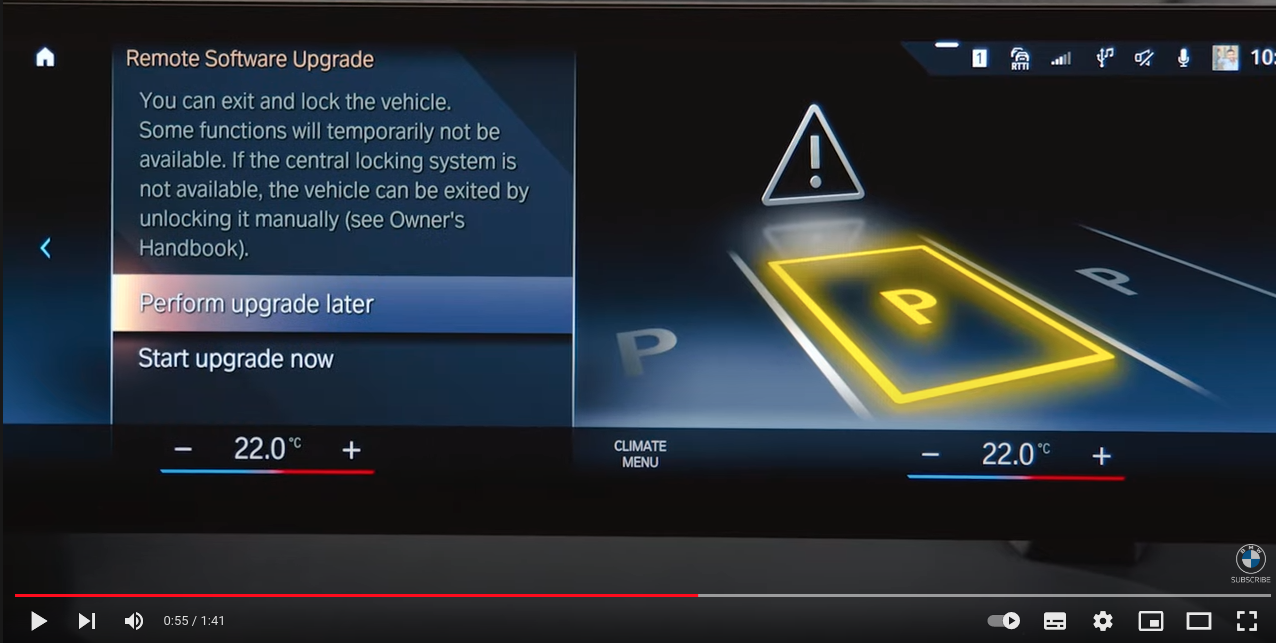 Remote Software Upgrade
1
RTTI
10:
You can exit and lock the vehicle.
Some functions will temporarily not be
available. If the central locking system is
not available, the vehicle can be exited by
unlocking it manually (see Owner's
Handbook).
Perform upgrade later
Start upgrade now
P
P
P
22.0 °C
CLIMATE
MENU
22.0 °C
BMW
SUBSCRIBE
0:55 / 1:41